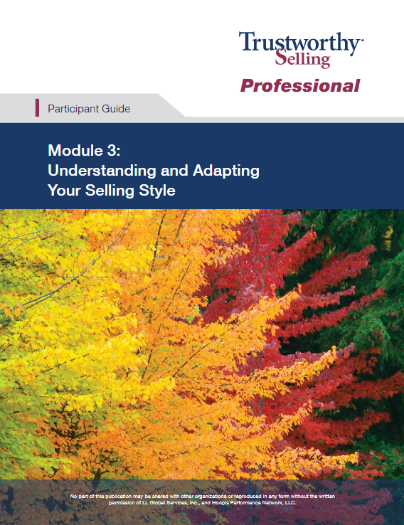 Trustworthy
Selling
Professional
Participant Guide
Module 3:
Understanding and Adapting
Your Selling Style
No part of this publication may be shared with other organizations or reproduced in any form without the written
permission of LL Global Services, Inc., and Hoopis Performance Network, LLC.